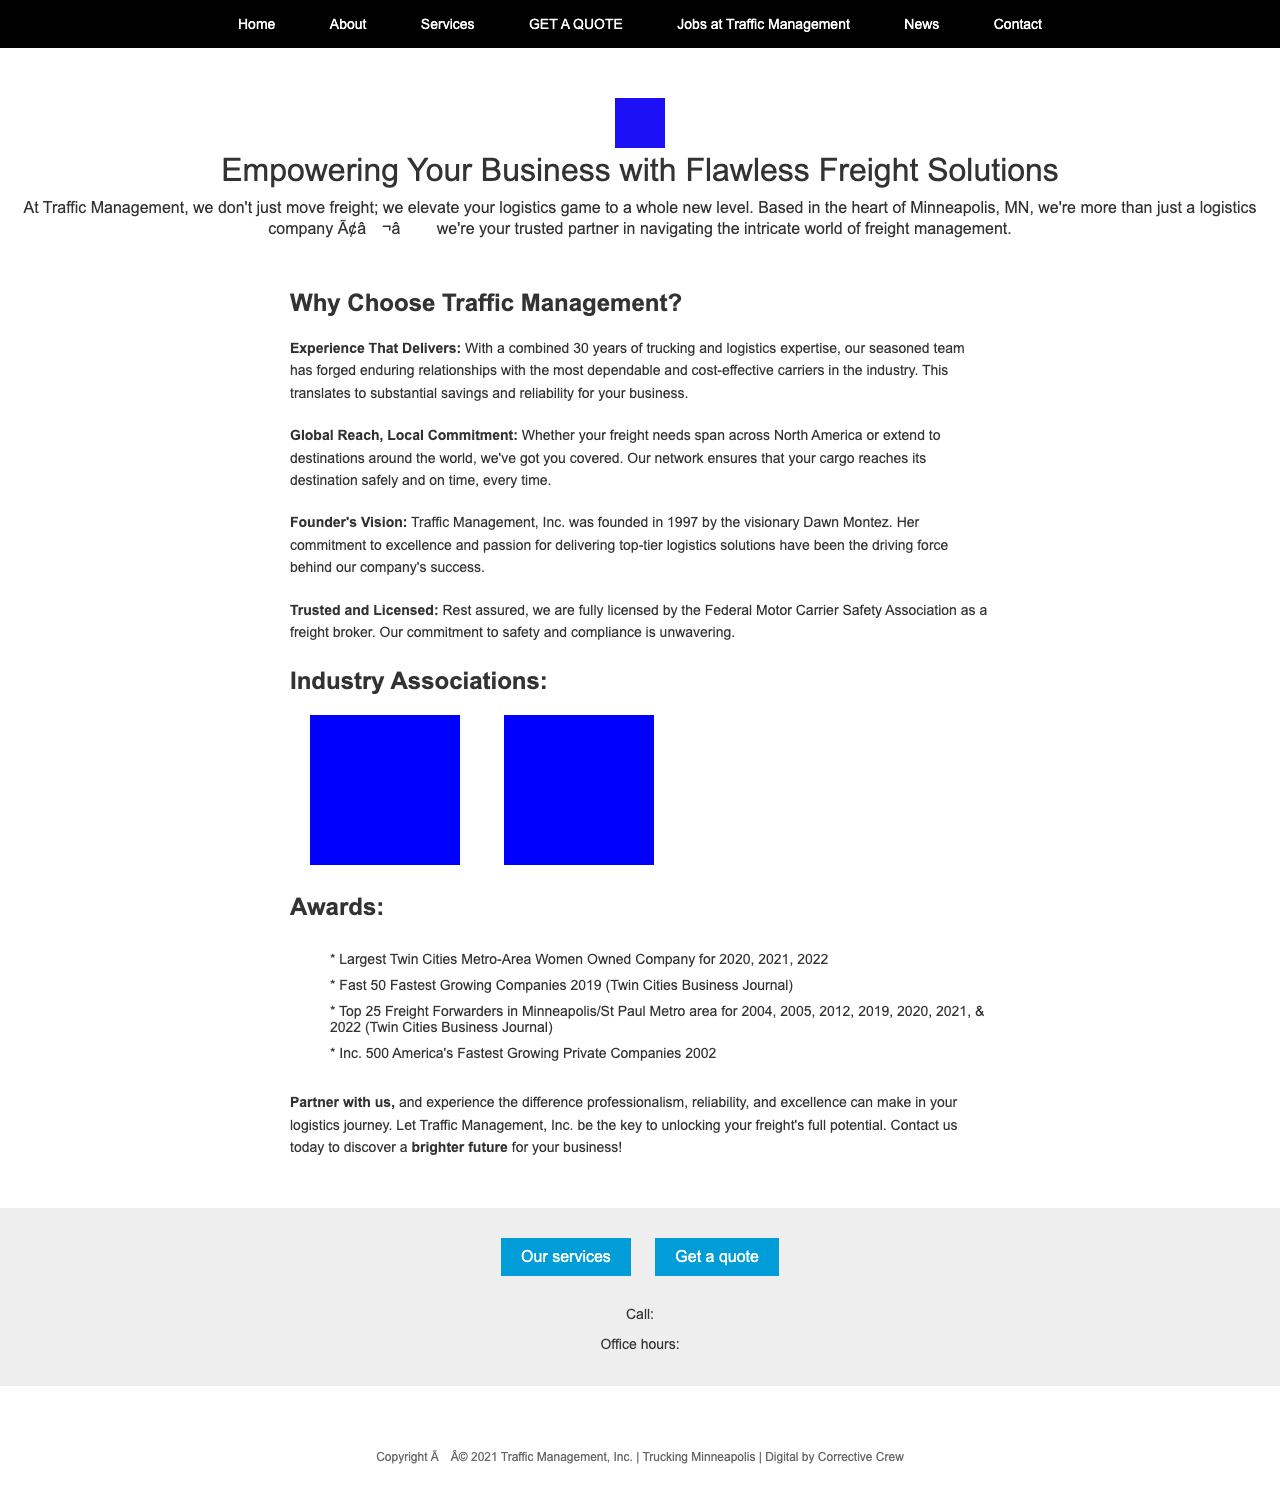 Home About Services GET A QUOTE Jobs at Traffic Management News Contact
Empowering Your Business with Flawless Freight Solutions
At Traffic Management, we don't just move freight; we elevate your logistics game to a whole new level. Based in the heart of Minneapolis, MN, we're more than just a logistics
company Ã¢â ¬â we're your trusted partner in navigating the intricate world of freight management.
Why Choose Traffic Management?
Experience That Delivers: With a combined 30 years of trucking and logistics expertise, our seasoned team
has forged enduring relationships with the most dependable and cost-effective carriers in the industry. This
translates to substantial savings and reliability for your business.
Global Reach, Local Commitment: Whether your freight needs span across North America or extend to
destinations around the world, we've got you covered. Our network ensures that your cargo reaches its
destination safely and on time, every time.
Founder's Vision: Traffic Management, Inc. was founded in 1997 by the visionary Dawn Montez. Her
commitment to excellence and passion for delivering top-tier logistics solutions have been the driving force
behind our company's success.
Trusted and Licensed: Rest assured, we are fully licensed by the Federal Motor Carrier Safety Association as a
freight broker. Our commitment to safety and compliance is unwavering.
Industry Associations:
Awards:
* Largest Twin Cities Metro-Area Women Owned Company for 2020, 2021, 2022
* Fast 50 Fastest Growing Companies 2019 (Twin Cities Business Journal)
* Top 25 Freight Forwarders in Minneapolis/St Paul Metro area for 2004, 2005, 2012, 2019, 2020, 2021, &
2022 (Twin Cities Business Journal)
* Inc. 500 America's Fastest Growing Private Companies 2002
Partner with us, and experience the difference professionalism, reliability, and excellence can make in your
logistics journey. Let Traffic Management, Inc. be the key to unlocking your freight's full potential. Contact us
today to discover a brighter future for your business!
Our services Get a quote
Call:
Office hours:
Copyright Ã Â© 2021 Traffic Management, Inc. | Trucking Minneapolis | Digital by Corrective Crew